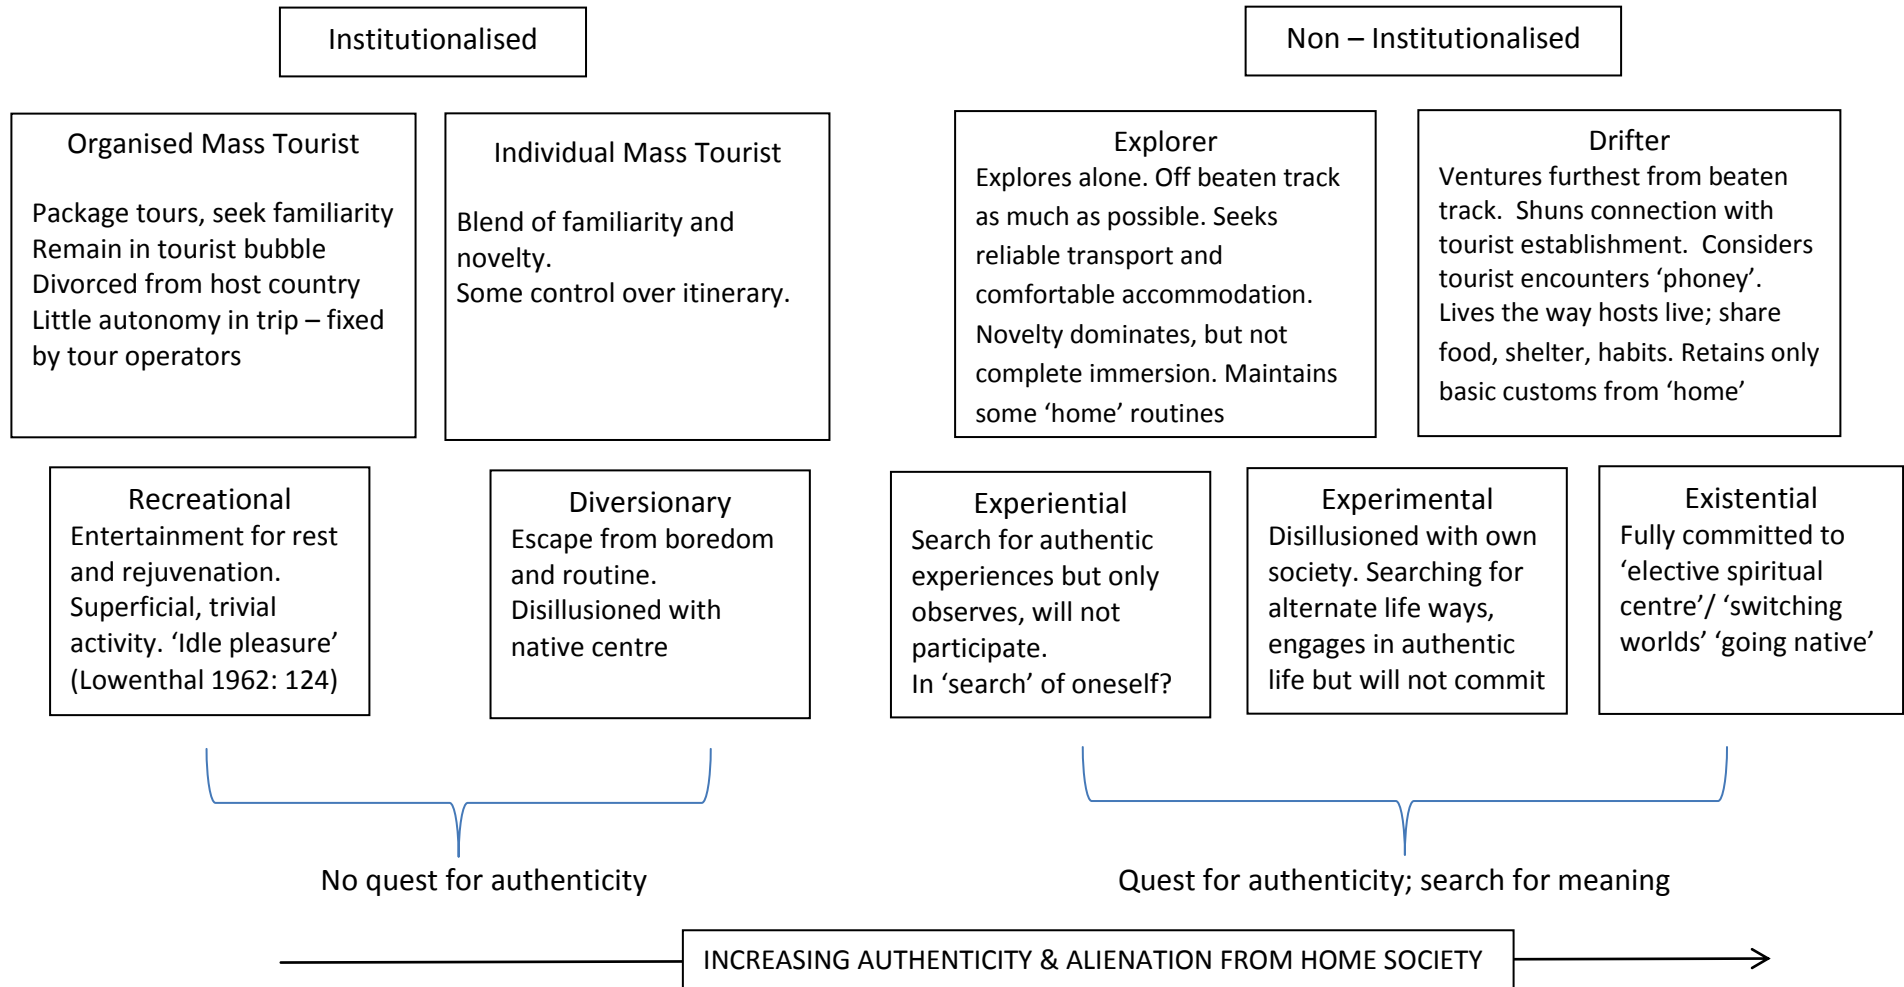 Institutionalised
Non – Institutionalised
Organised Mass Tourist
Package tours, seek familiarity
Remain in tourist bubble
Divorced from host country
Little autonomy in trip – fixed
by tour operators
Individual Mass Tourist
Blend of familiarity and
novelty.
Some control over itinerary.
Explorer
Explores alone. Off beaten track
as much as possible. Seeks
reliable transport and
comfortable accommodation.
Novelty dominates, but not
complete immersion. Maintains
some ‘home’ routines
Drifter
Ventures furthest from beaten
track.  Shuns connection with
tourist establishment.  Considers
tourist encounters ‘phoney’.
Lives the way hosts live; share
food, shelter, habits. Retains only
basic customs from ‘home’
Recreational
Entertainment for rest
and rejuvenation.
Superficial, trivial
activity. ‘Idle pleasure’
(Lowenthal 1962: 124)
Diversionary
Escape from boredom
and routine.
Disillusioned with
native centre
Experiential
Search for authentic
experiences but only
observes, will not
participate.
In ‘search’ of oneself?
Experimental
Disillusioned with own
society. Searching for
alternate life ways,
engages in authentic
life but will not commit
Existential
Fully committed to
‘elective spiritual
centre’/ ‘switching
worlds’ ‘going native’
No quest for authenticity
Quest for authenticity; search for meaning
INCREASING AUTHENTICITY & ALIENATION FROM HOME SOCIETY